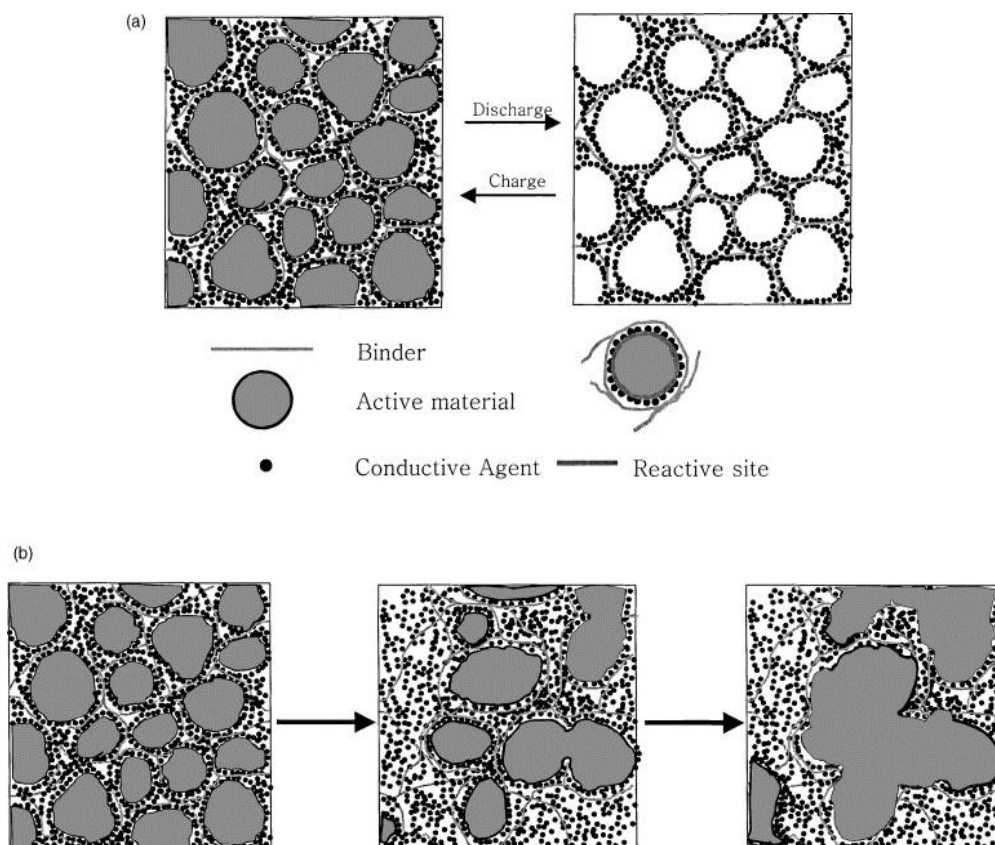 (a)
Discharge
Charge
Binder
Active material
Conductive Agent
Reactive site
(b)